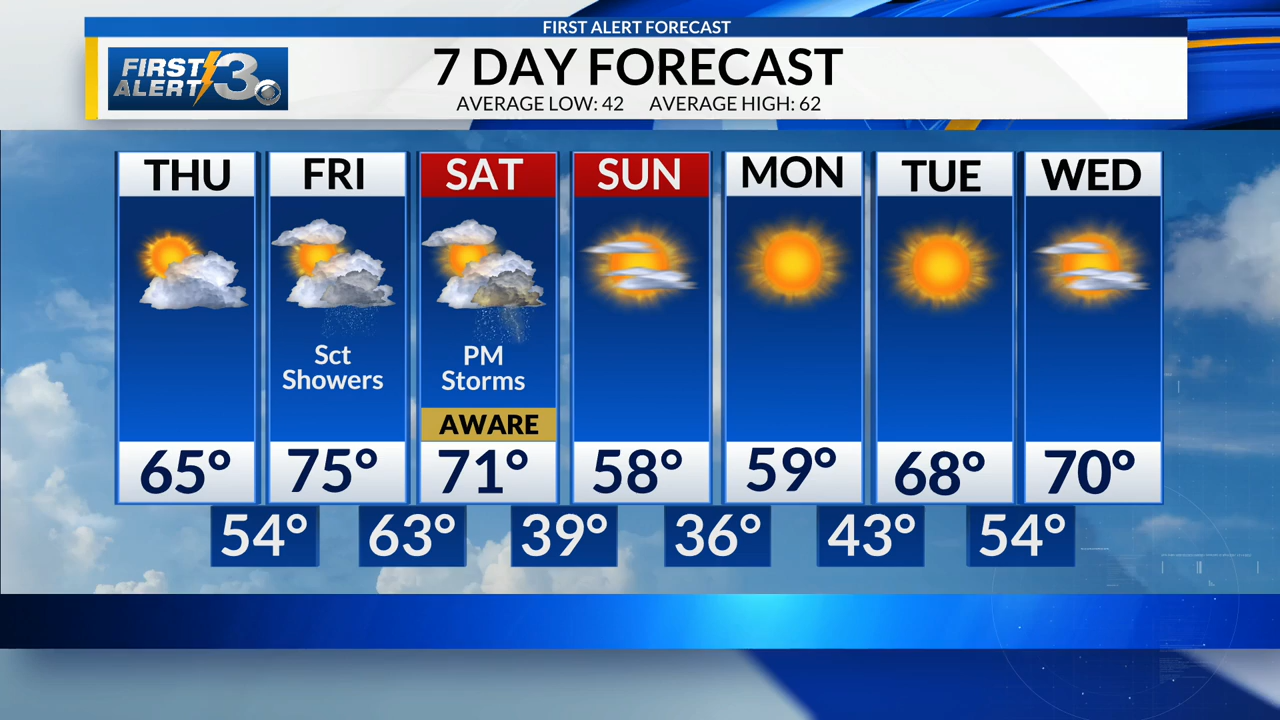 FIRST ALERT FORECAST
FIRST
ALERT
3
7 DAY FORECAST
AVERAGE LOW: 42 AVERAGE HIGH: 62
THU FRI SAT SUN MON TUE WED
Sct
Showers
PM
Storms
AWARE
65° 75° 71° 58° 59° 68° 70°
54° 63° 39° 36° 43° 54°